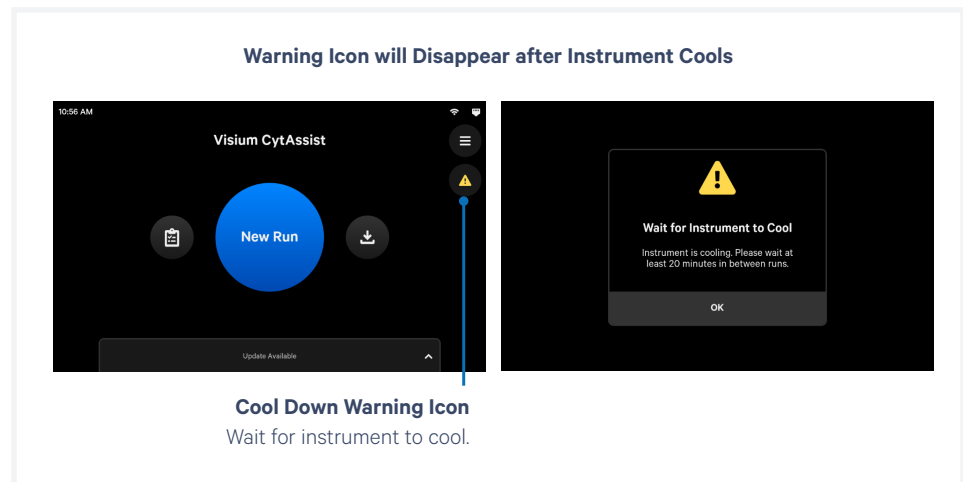 Warning Icon will Disappear after Instrument Cools
10:56 AM
Visium CytAssist
New Run
Update Available
Wait for Instrument to Cool
Instrument is cooling. Please wait at
least 20 minutes in between runs.
OK
Cool Down Warning Icon
Wait for instrument to cool.